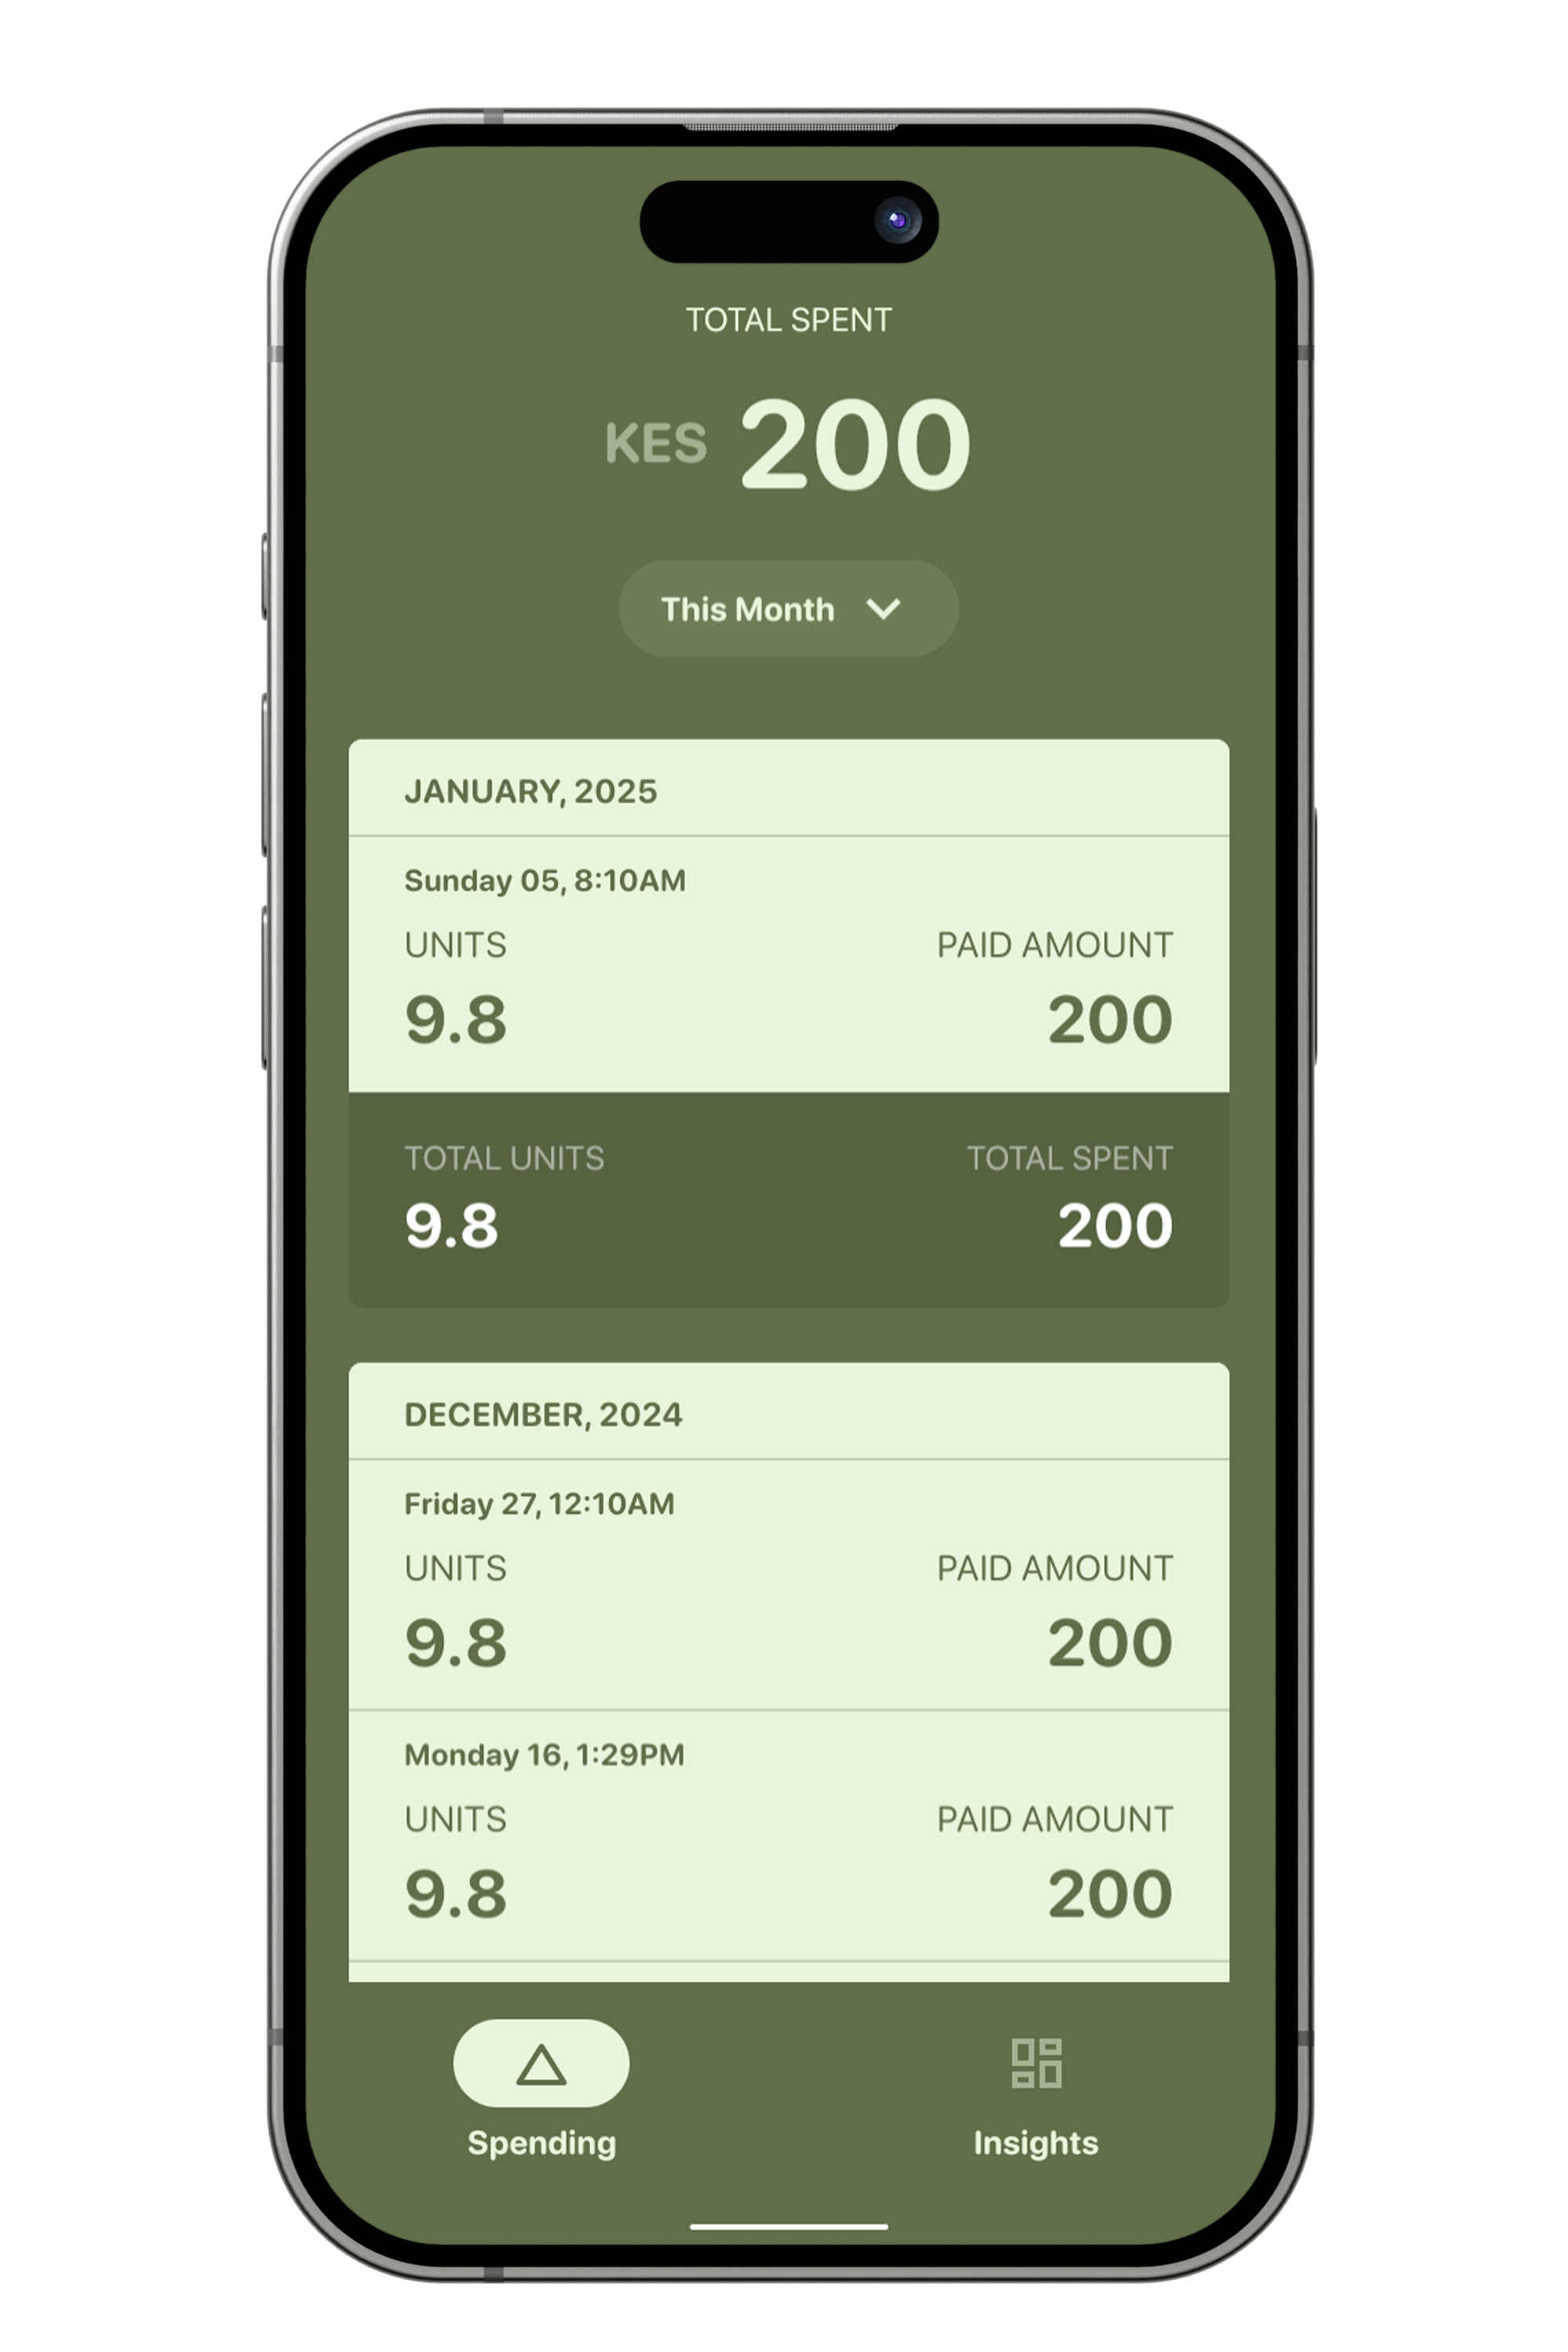 TOTAL SPENT
KES 200
This Month
JANUARY, 2025
Sunday 05, 8:10AM
UNITS PAID AMOUNT
9.8 200
TOTAL UNITS TOTAL SPENT
9.8 200
DECEMBER, 2024
Friday 27, 12:10AM
UNITS PAID AMOUNT
9.8 200
Monday 16, 1:29PM
UNITS PAID AMOUNT
9.8 200
Spending Insights